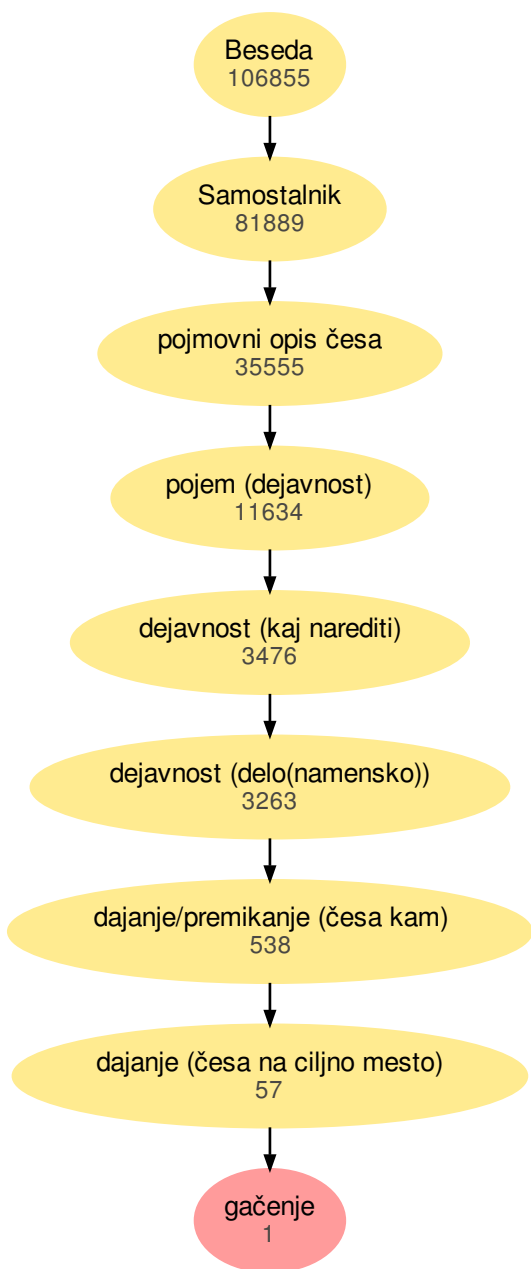 Beseda
106855
Samostalnik
81889
pojmovni opis česa
35555
pojem (dejavnost)
11634
dejavnost (kaj narediti)
3476
dejavnost (delo(namensko))
3263
dajanje/premikanje (česa kam)
538
dajanje (česa na ciljno mesto)
57
gačenje
1